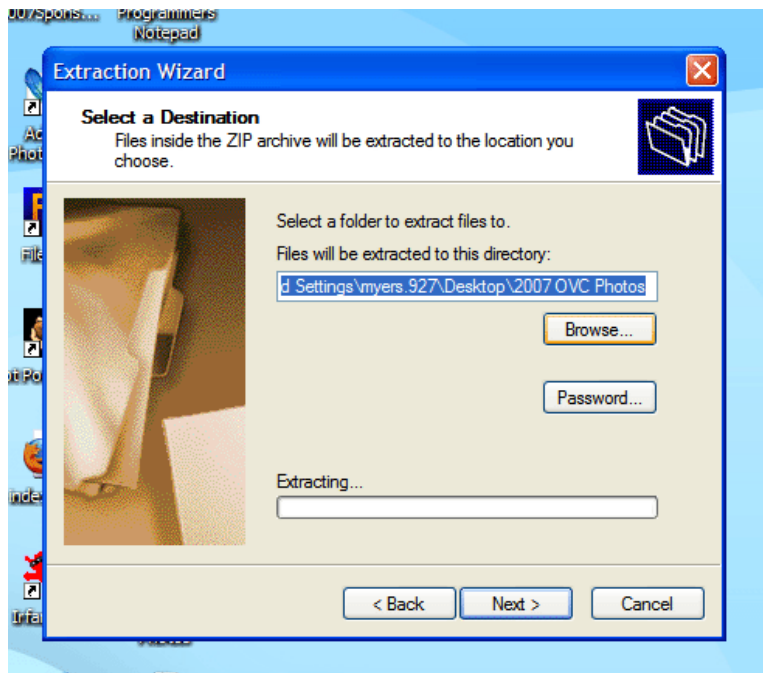 Programmers
Notepad
Extraction Wizard
Select a Destination
Files inside the ZIP archive will be extracted to the location you
choose.
Select a folder to extract files to.
Files will be extracted to this directory:
d Settings\myers.927\Desktop\2007 OVC Photos
Browse...
Password...
Extracting...
< Back
Next >
Cancel